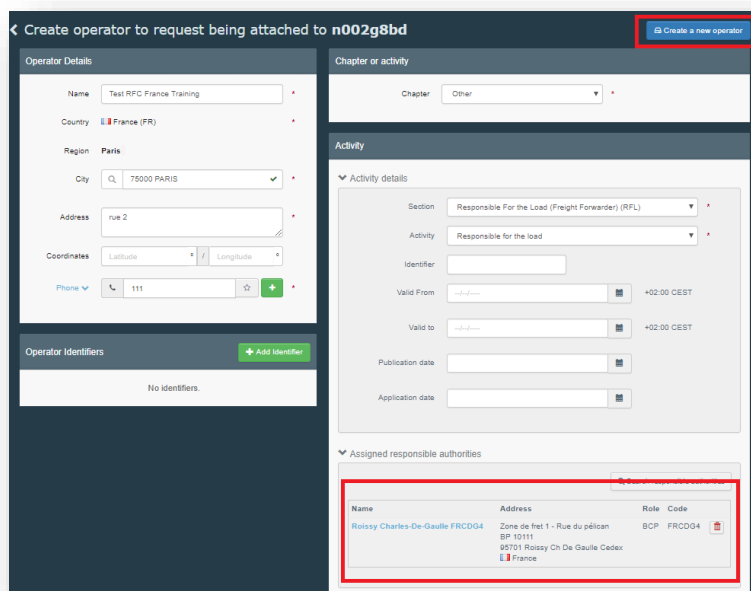 Create operator to request being attached to n002g8bd
Create a new operator
Operator Details
Name Test RFC France Training *
Country France (FR) *
Region Paris
City 75000 PARIS *
Address rue 2 *
Coordinates Latitude ° / Longitude °
Phone 111 *
Operator Identifiers
Add Identifier
No identifiers.
Chapter or activity
Chapter Other *
Activity
Activity details
Section Responsible For the Load (Freight Forwarder) (RFL) *
Activity Responsible for the load *
Identifier
Valid From --/--/---- +02:00 CEST
Valid to --/--/---- +02:00 CEST
Publication date
Application date
Assigned responsible authorities
Name Address Role Code
Roissy Charles-De-Gaulle FRCDG4 Zone de fret 1 - Rue du pélican BCP FRCDG4
BP 10111
95701 Roissy Ch De Gaulle Cedex
France